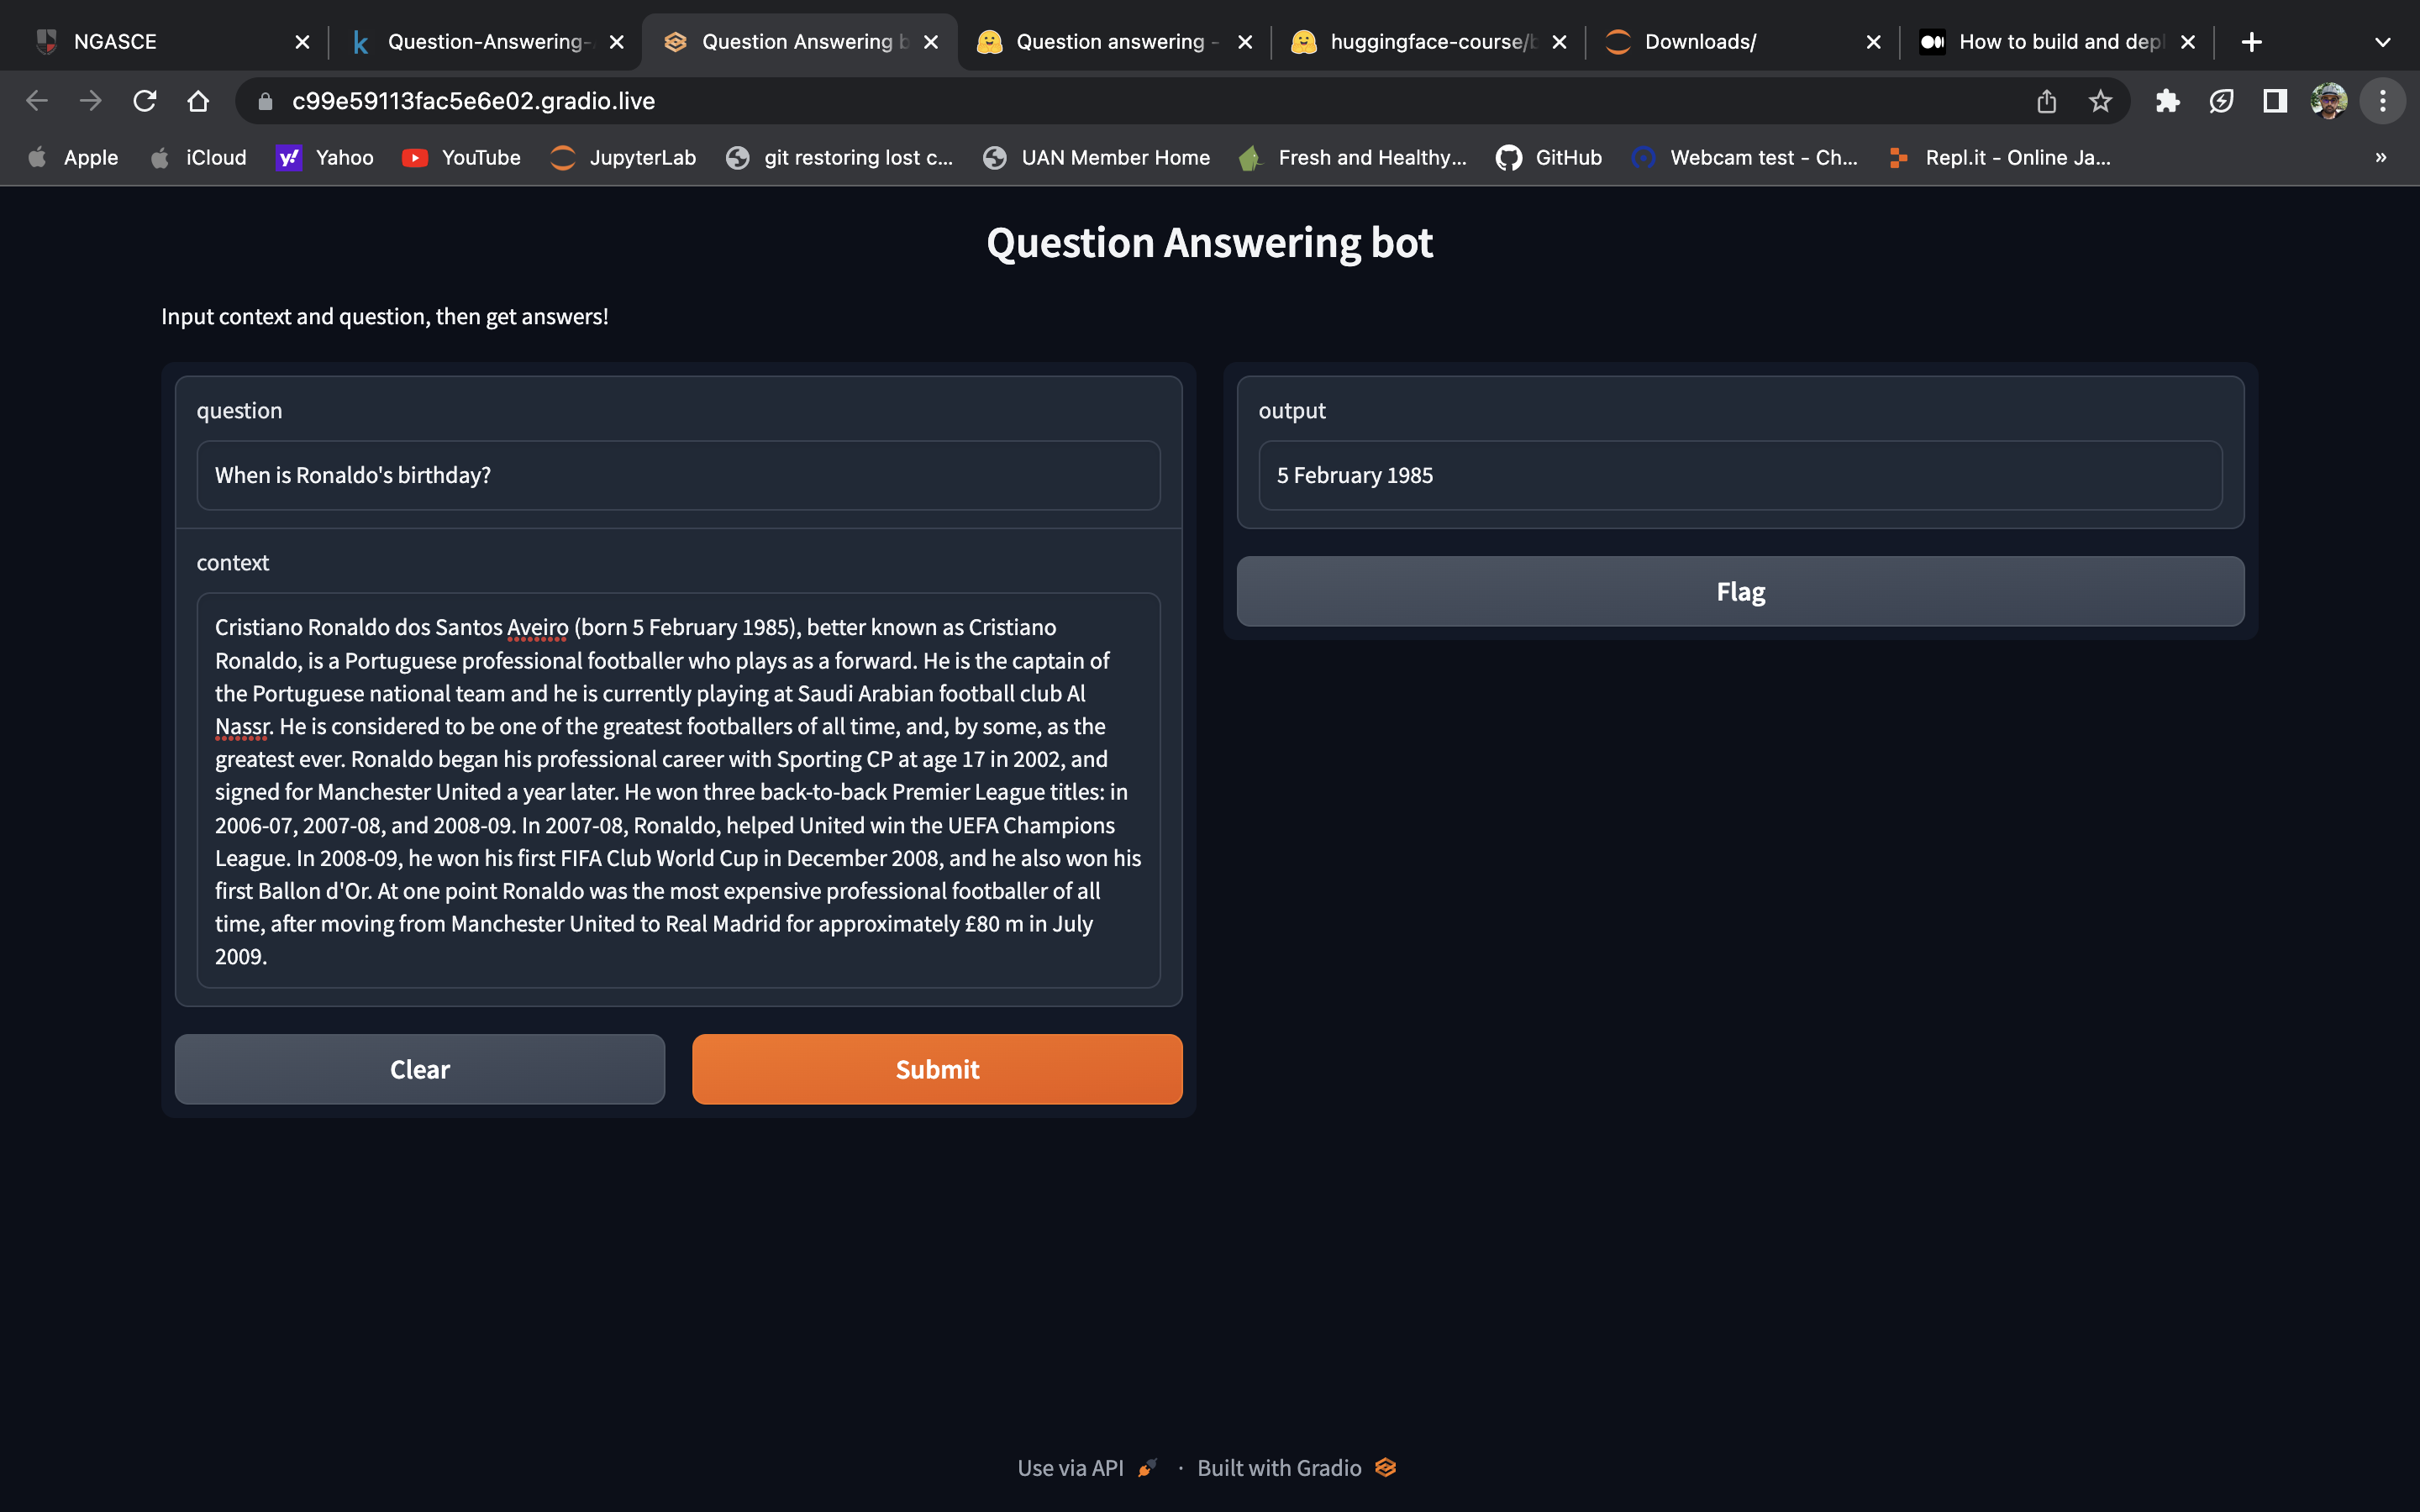 NGASCE
Question-Answering-
Question Answering b
Question answering -
huggingface-course/b
Downloads/
How to build and depl
c99e59113fac5e6e02.gradio.live
Apple
iCloud
Yahoo
YouTube
JupyterLab
git restoring lost c...
UAN Member Home
Fresh and Healthy...
GitHub
Webcam test - Ch...
Repl.it - Online Ja...
»
Question Answering bot
Input context and question, then get answers!
question
When is Ronaldo's birthday?
context
Cristiano Ronaldo dos Santos Aveiro (born 5 February 1985), better known as Cristiano
Ronaldo, is a Portuguese professional footballer who plays as a forward. He is the captain of
the Portuguese national team and he is currently playing at Saudi Arabian football club Al
Nassr. He is considered to be one of the greatest footballers of all time, and, by some, as the
greatest ever. Ronaldo began his professional career with Sporting CP at age 17 in 2002, and
signed for Manchester United a year later. He won three back-to-back Premier League titles: in
2006-07, 2007-08, and 2008-09. In 2007-08, Ronaldo, helped United win the UEFA Champions
League. In 2008-09, he won his first FIFA Club World Cup in December 2008, and he also won his
first Ballon d'Or. At one point Ronaldo was the most expensive professional footballer of all
time, after moving from Manchester United to Real Madrid for approximately £80 m in July
2009.
Clear
Submit
output
5 February 1985
Flag
Use via API · Built with Gradio